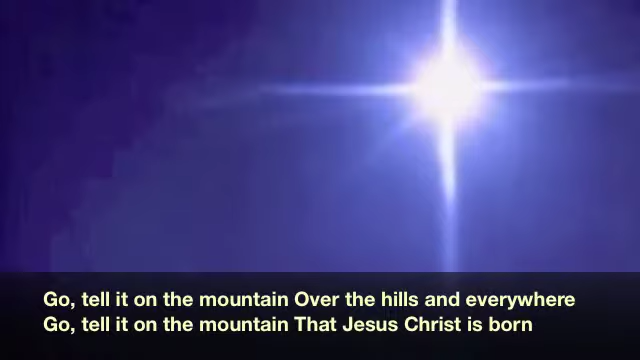 Go, tell it on the mountain Over the hills and everywhere
Go, tell it on the mountain That Jesus Christ is born